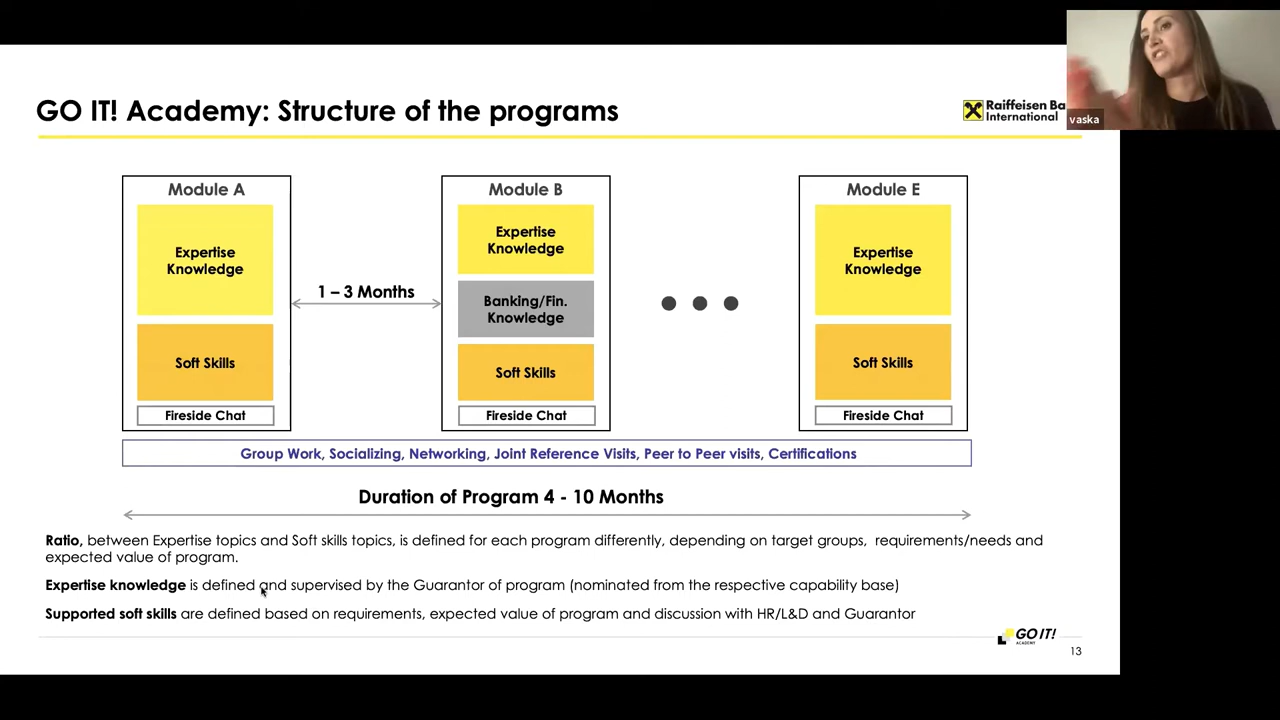 GO IT! Academy: Structure of the programs
Raiffeisen Ba
International
vaska
Module A
Expertise
Knowledge
Soft Skills
Fireside Chat
1 – 3 Months
Module B
Expertise
Knowledge
Banking/Fin.
Knowledge
Soft Skills
Fireside Chat
Module E
Expertise
Knowledge
Soft Skills
Fireside Chat
Group Work, Socializing, Networking, Joint Reference Visits, Peer to Peer visits, Certifications
Duration of Program 4 - 10 Months
Ratio, between Expertise topics and Soft skills topics, is defined for each program differently, depending on target groups, requirements/needs and
expected value of program.
Expertise knowledge is defined and supervised by the Guarantor of program (nominated from the respective capability base)
Supported soft skills are defined based on requirements, expected value of program and discussion with HR/L&D and Guarantor
GO IT!
ACADEMY
13